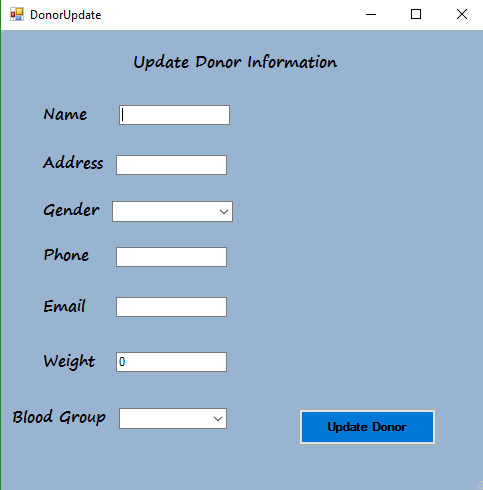 DonorUpdate
Update Donor Information
Name
Address
Gender
Phone
Email
Weight 0
Blood Group
Update Donor